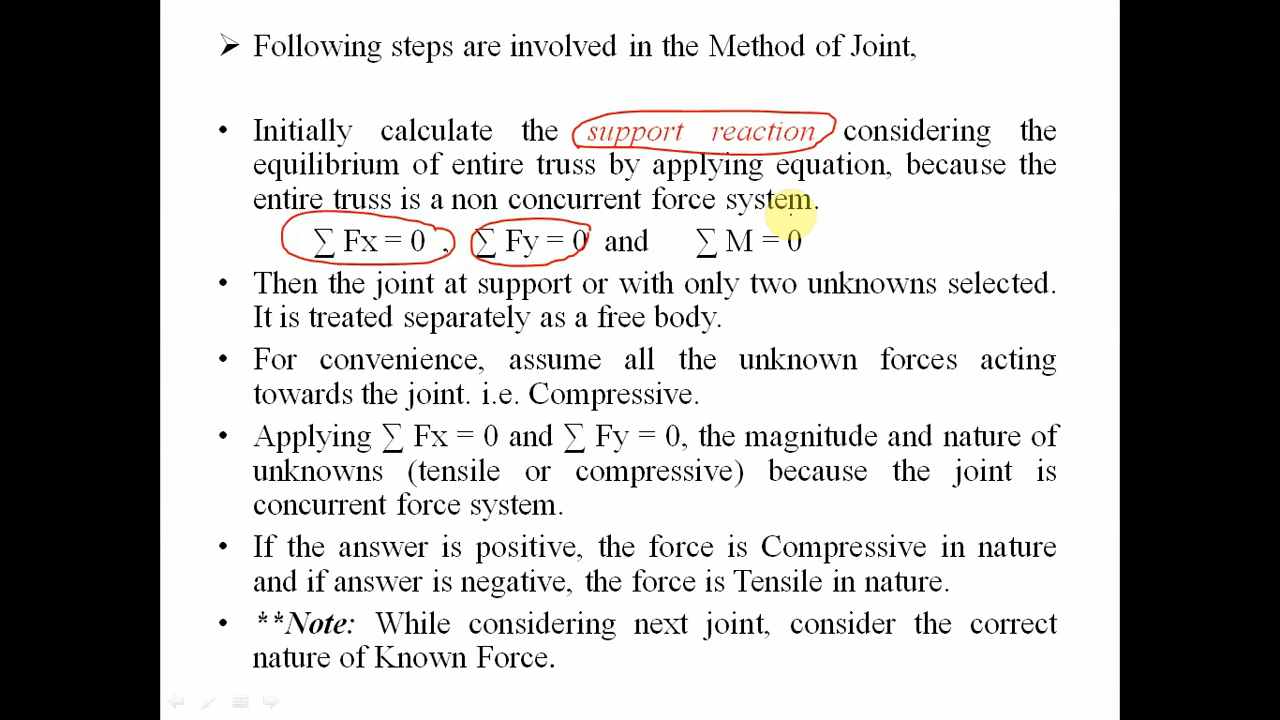 ➢ Following steps are involved in the Method of Joint,
• Initially calculate the support reaction considering the
equilibrium of entire truss by applying equation, because the
entire truss is a non concurrent force system.
∑ Fx = 0 , ∑ Fy = 0 and ∑ M = 0
• Then the joint at support or with only two unknowns selected.
It is treated separately as a free body.
• For convenience, assume all the unknown forces acting
towards the joint. i.e. Compressive.
• Applying ∑ Fx = 0 and ∑ Fy = 0, the magnitude and nature of
unknowns (tensile or compressive) because the joint is
concurrent force system.
• If the answer is positive, the force is Compressive in nature
and if answer is negative, the force is Tensile in nature.
• **Note: While considering next joint, consider the correct
nature of Known Force.